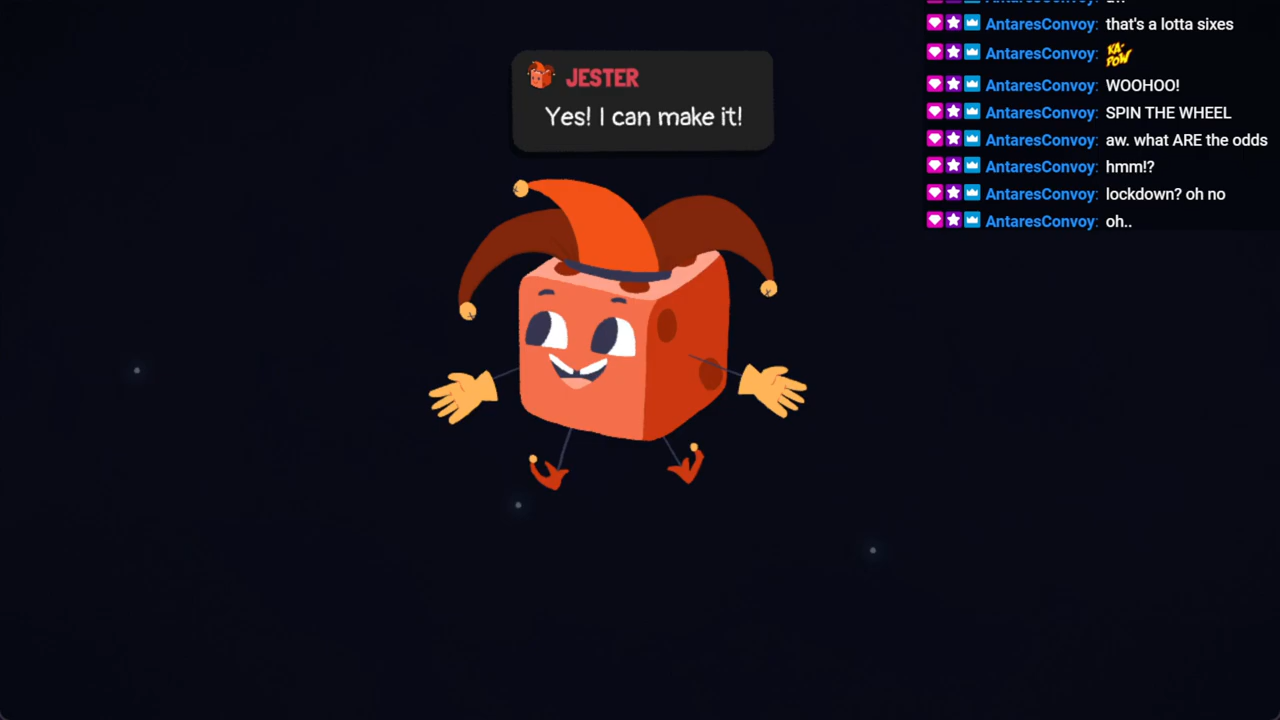 JESTER
Yes! I can make it!
AntaresConvoy: that's a lotta sixes
AntaresConvoy: KA-POW
AntaresConvoy: WOOHOO!
AntaresConvoy: SPIN THE WHEEL
AntaresConvoy: aw. what ARE the odds
AntaresConvoy: hmm!?
AntaresConvoy: lockdown? oh no
AntaresConvoy: oh..